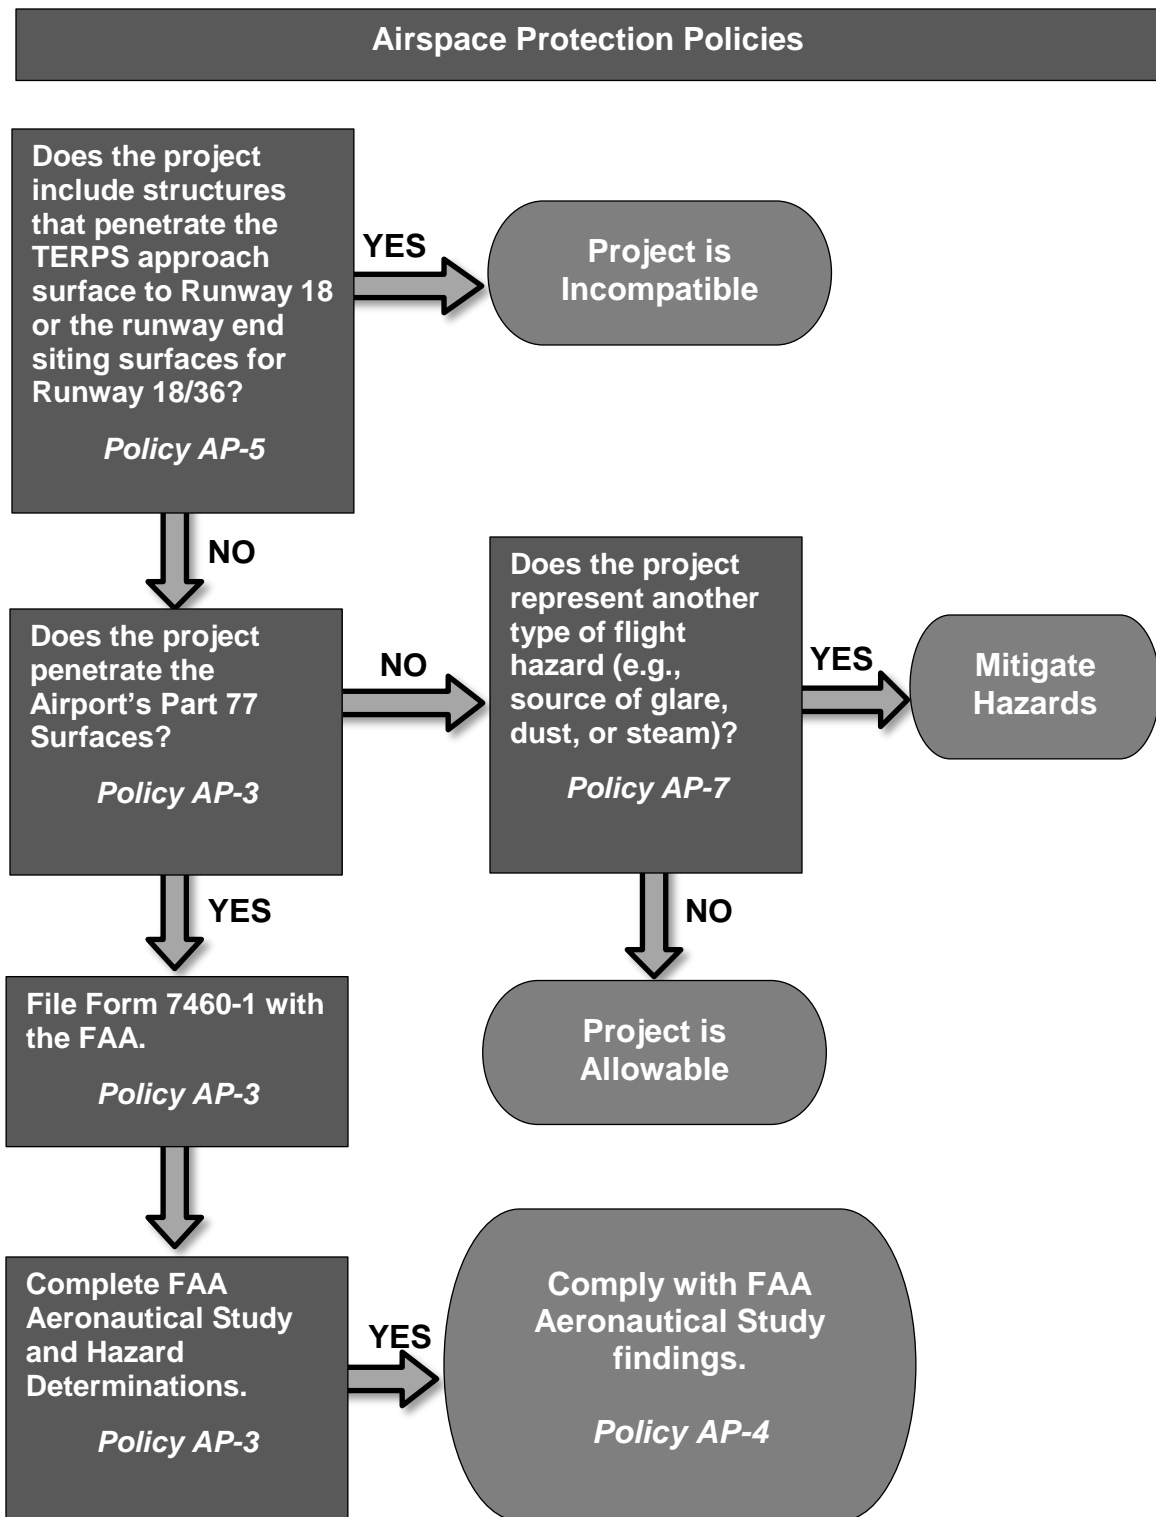 Airspace Protection Policies
Does the project
include structures
that penetrate the
TERPS approach
surface to Runway 18
or the runway end
siting surfaces for
Runway 18/36?
Policy AP-5
YES
Project is
Incompatible
NO
Does the project
penetrate the
Airport’s Part 77
Surfaces?
Policy AP-3
NO
Does the project
represent another
type of flight
hazard (e.g.,
source of glare,
dust, or steam)?
Policy AP-7
YES
Mitigate
Hazards
YES
NO
File Form 7460-1 with
the FAA.
Policy AP-3
Project is
Allowable
Complete FAA
Aeronautical Study
and Hazard
Determinations.
Policy AP-3
YES
Comply with FAA
Aeronautical Study
findings.
Policy AP-4